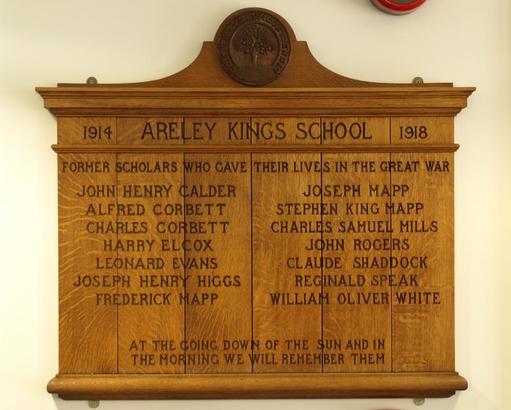 1914 ARELEY KINGS SCHOOL 1918
FORMER SCHOLARS WHO GAVE THEIR LIVES IN THE GREAT WAR
JOHN HENRY CALDER
ALFRED CORBETT
CHARLES CORBETT
HARRY ELCOX
LEONARD EVANS
JOSEPH HENRY HIGGS
FREDERICK MAPP
JOSEPH MAPP
STEPHEN KING MAPP
CHARLES SAMUEL MILLS
JOHN ROGERS
CLAUDE SHADDOCK
REGINALD SPEAK
WILLIAM OLIVER WHITE
AT THE GOING DOWN OF THE SUN AND IN
THE MORNING WE WILL REMEMBER THEM